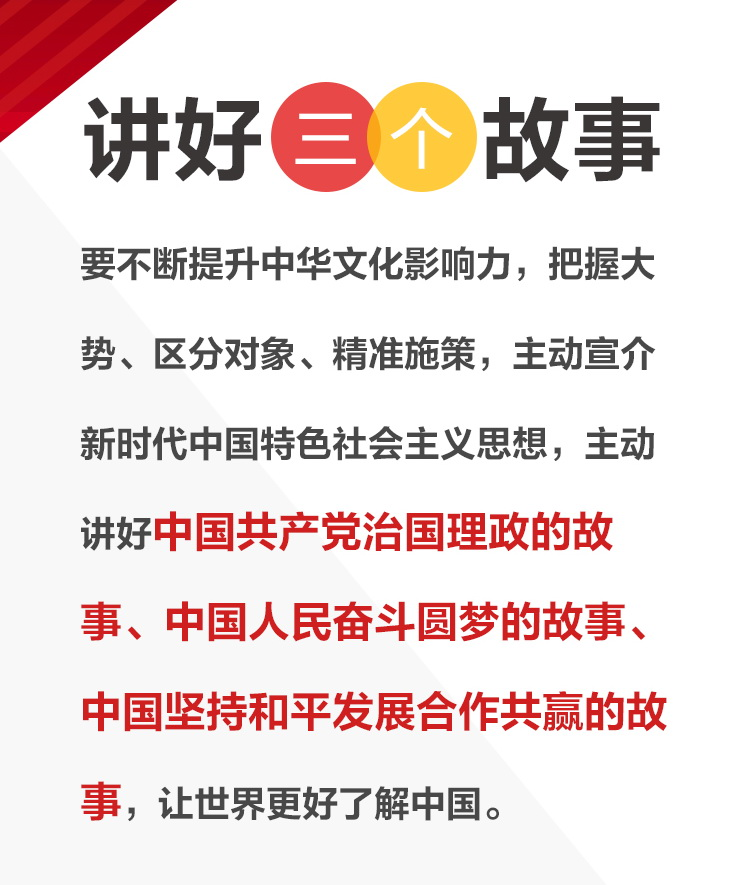 讲好三个故事
要不断提升中华文化影响力，把握大
势、区分对象、精准施策，主动宣介
新时代中国特色社会主义思想，主动
讲好中国共产党治国理政的故
事、中国人民奋斗圆梦的故事、
中国坚持和平发展合作共赢的故
事，让世界更好了解中国。